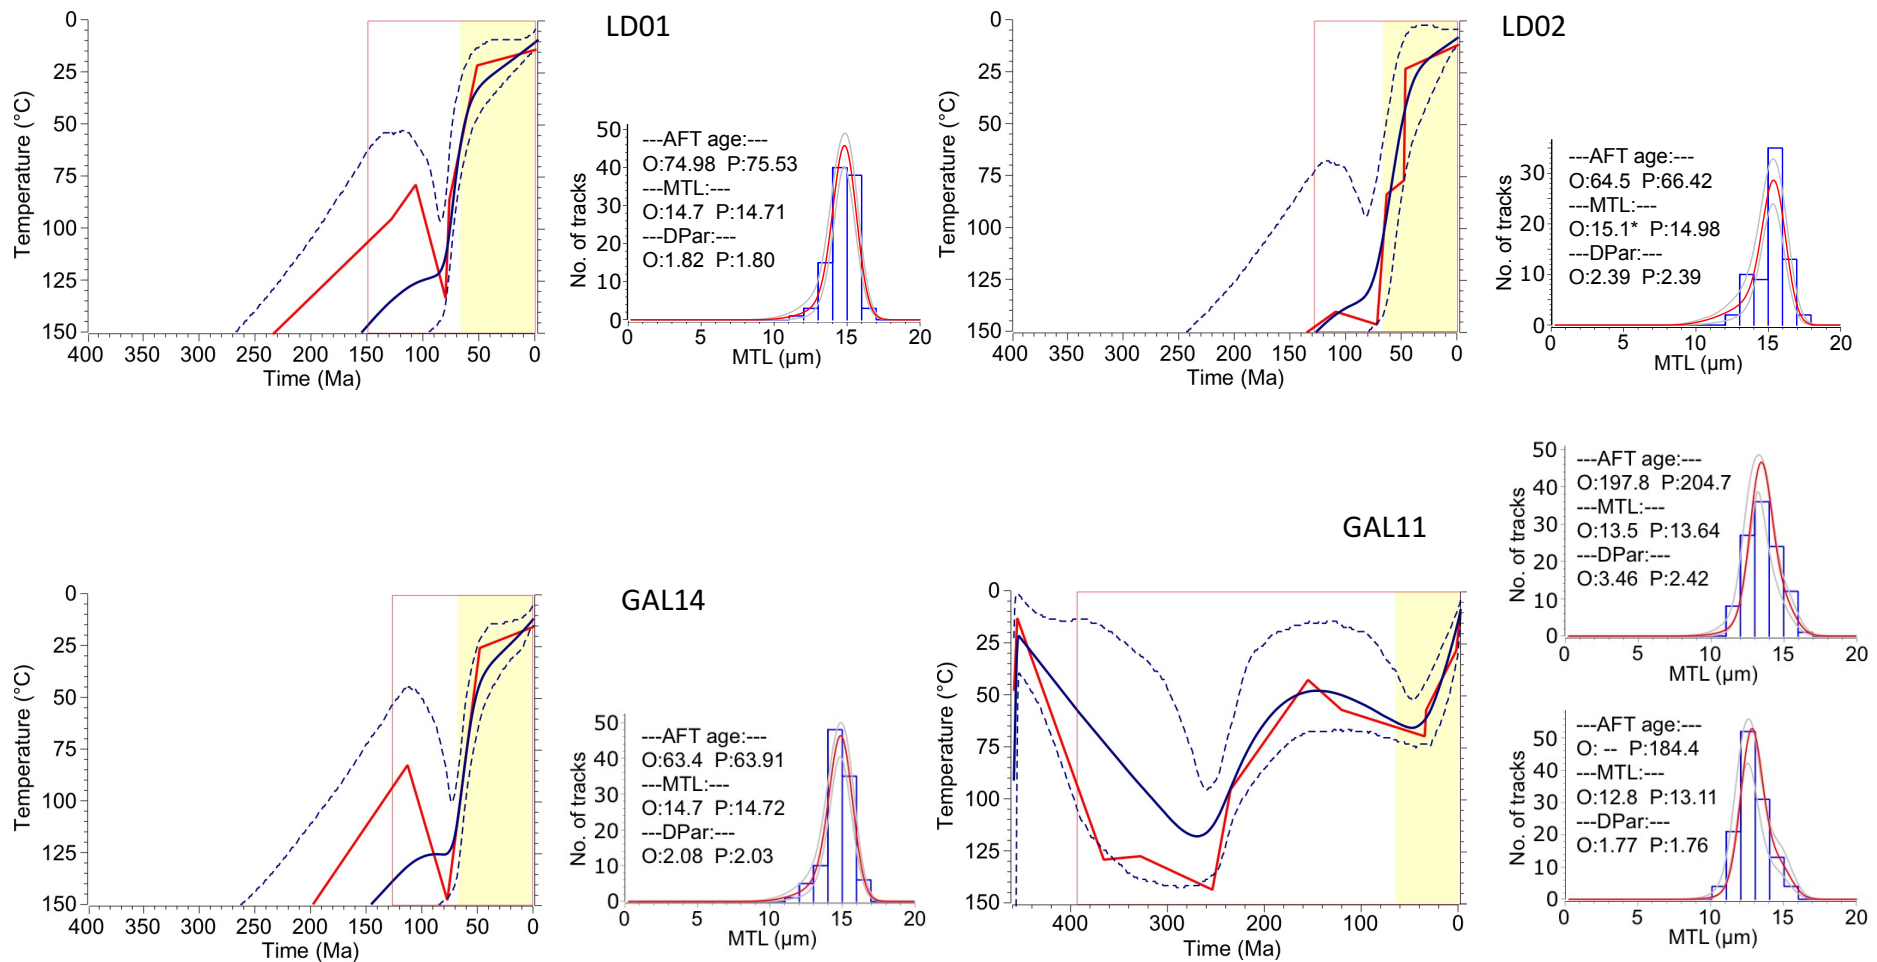 LD01
0
25
50
75
100
125
150
Temperature (°C)
400 350 300 250 200 150 100 50 0
Time (Ma)
50
40
30
20
10
0
No. of tracks
---AFT age:---
O:74.98 P:75.53
---MTL:---
O:14.7 P:14.71
---DPar:---
O:1.82 P:1.80
0 5 10 15 20
MTL (µm)
LD02
0
25
50
75
100
125
150
Temperature (°C)
400 350 300 250 200 150 100 50 0
Time (Ma)
30
20
10
0
No. of tracks
---AFT age:---
O:64.5 P:66.42
---MTL:---
O:15.1* P:14.98
---DPar:---
O:2.39 P:2.39
0 5 10 15 20
MTL (µm)
GAL14
0
25
50
75
100
125
150
Temperature (°C)
400 350 300 250 200 150 100 50 0
Time (Ma)
50
40
30
20
10
0
No. of tracks
---AFT age:---
O:63.4 P:63.91
---MTL:---
O:14.7 P:14.72
---DPar:---
O:2.08 P:2.03
0 5 10 15 20
MTL (µm)
GAL11
0
25
50
75
100
125
150
Temperature (°C)
400 300 200 100 0
Time (Ma)
50
40
30
20
10
0
No. of tracks
---AFT age:---
O:197.8 P:204.7
---MTL:---
O:13.5 P:13.64
---DPar:---
O:3.46 P:2.42
0 5 10 15 20
MTL (µm)
50
40
30
20
10
0
No. of tracks
---AFT age:---
O: -- P:184.4
---MTL:---
O:12.8 P:13.11
---DPar:---
O:1.77 P:1.76
0 5 10 15 20
MTL (µm)